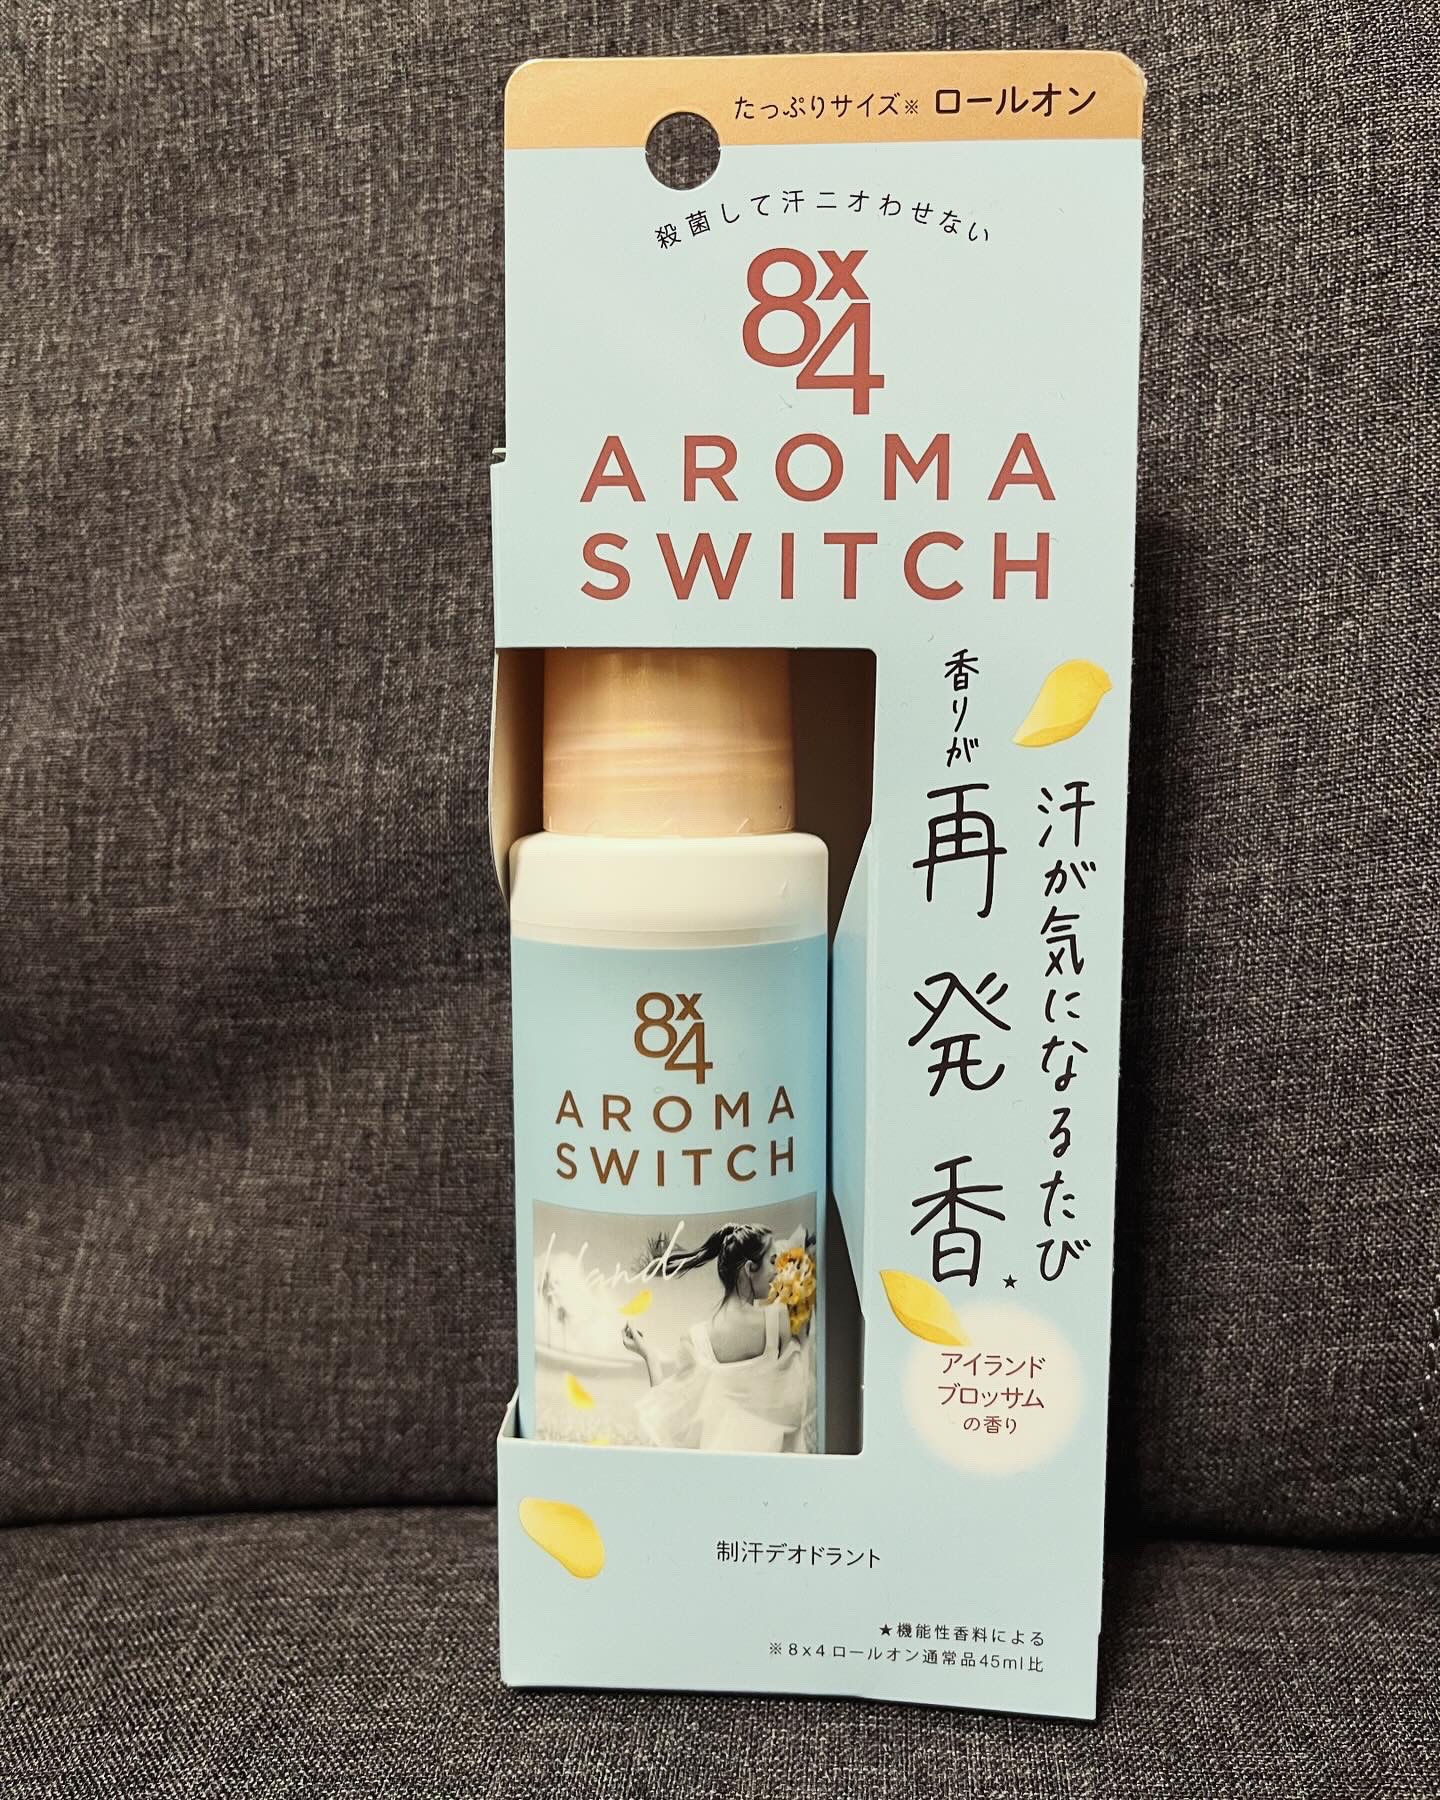 たっぷりサイズ※ ロールオン
殺菌して汗ニオわせない
8x4
AROMA
SWITCH
汗が気になるたび
香りが再発香★
アイランド
ブロッサム
の香り
8x4
AROMA
SWITCH
Island
制汗デオドラント
★機能性香料による
※8x4ロールオン通常品45ml比